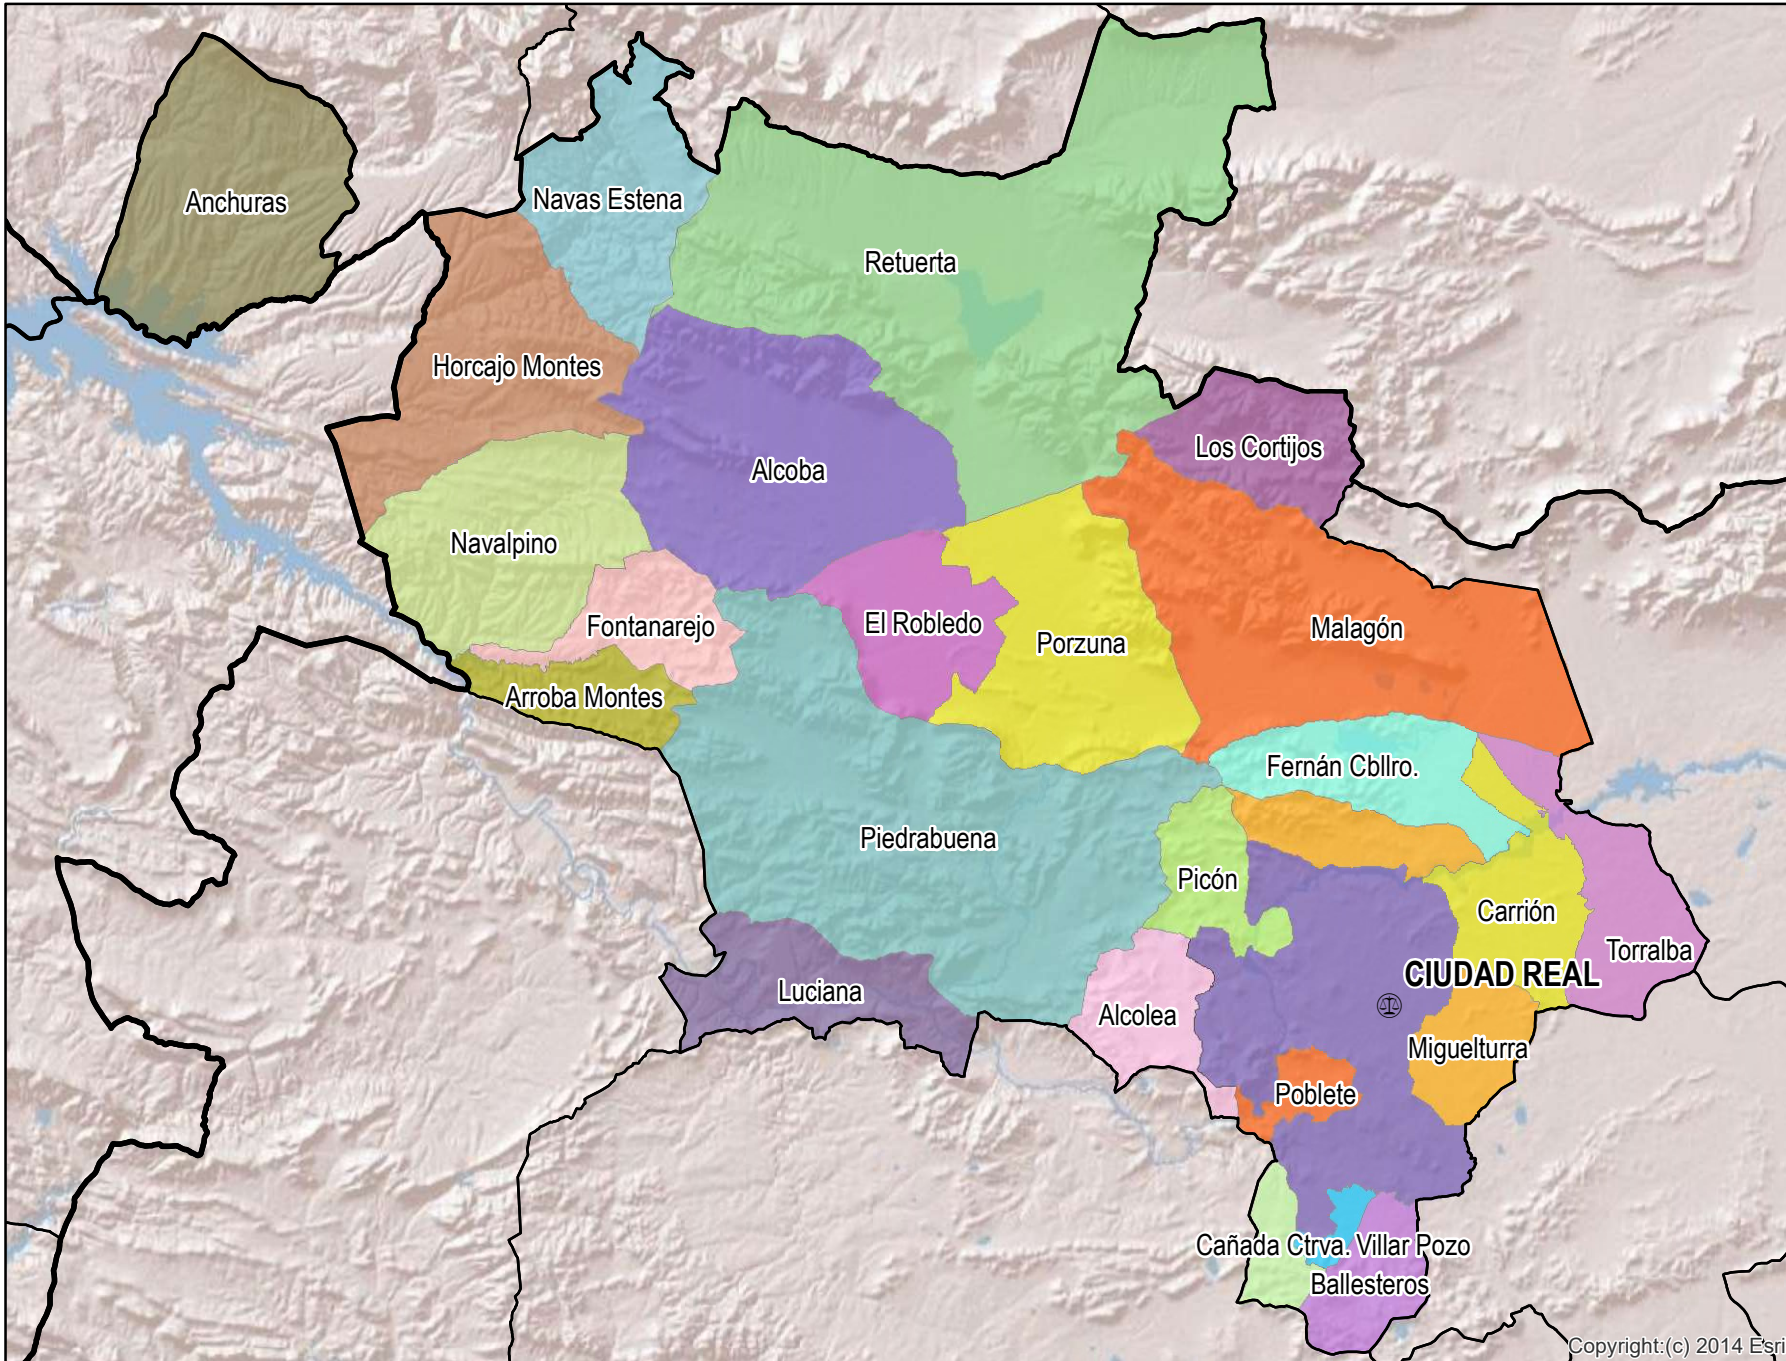 Anchuras
Navas Estena
Retuerta
Horcajo Montes
Los Cortijos
Alcoba
Navalpino
Fontanarejo
El Robledo
Malagón
Porzuna
Arroba Montes
Fernán Cbllro.
Piedrabuena
Picón
Carrión
Torralba
CIUDAD REAL
Luciana
Alcolea
Miguelturra
Poblete
Cañada Ctrva. Villar Pozo
Ballesteros
Copyright:(c) 2014 Esri